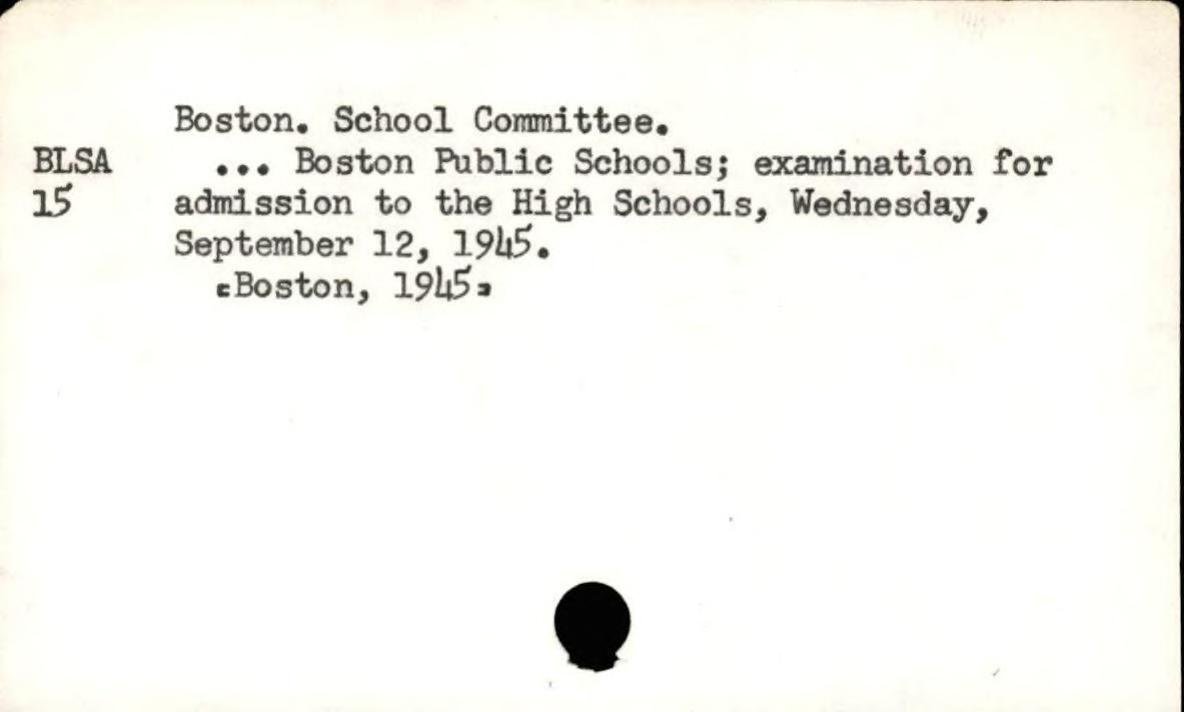 Boston. School Committee.
BLSA ... Boston Public Schools; examination for
15 admission to the High Schools, Wednesday,
September 12, 1945.
[Boston, 1945]